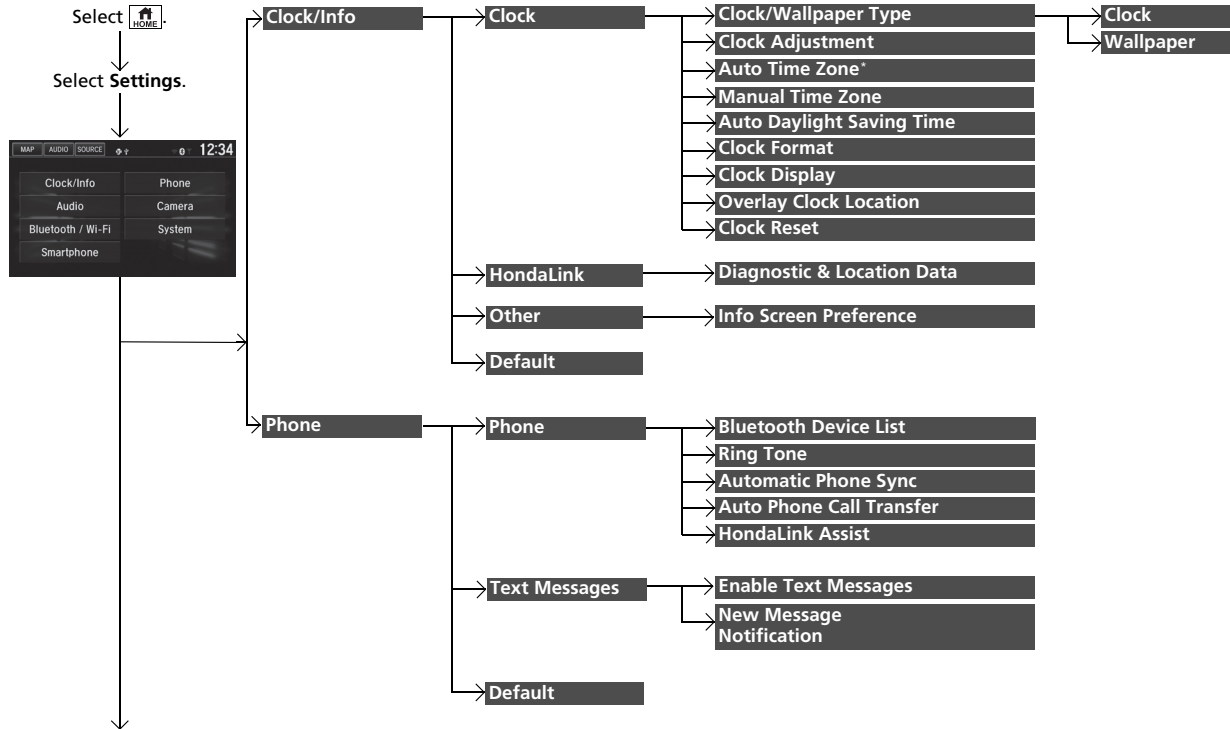 Select HOME.
Select Settings.
MAP AUDIO SOURCE 12:34
Clock/Info Phone
Audio Camera
Bluetooth / Wi-Fi System
Smartphone
Clock/Info
Clock
Clock/Wallpaper Type
Clock
Wallpaper
Clock Adjustment
Auto Time Zone*
Manual Time Zone
Auto Daylight Saving Time
Clock Format
Clock Display
Overlay Clock Location
Clock Reset
HondaLink
Diagnostic & Location Data
Other
Info Screen Preference
Default
Phone
Phone
Bluetooth Device List
Ring Tone
Automatic Phone Sync
Auto Phone Call Transfer
HondaLink Assist
Text Messages
Enable Text Messages
New Message
Notification
Default